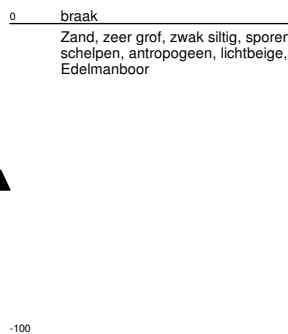 0 braak
Zand, zeer grof, zwak siltig, sporen
schelpen, antropogeen, lichtbeige,
Edelmanboor
-100